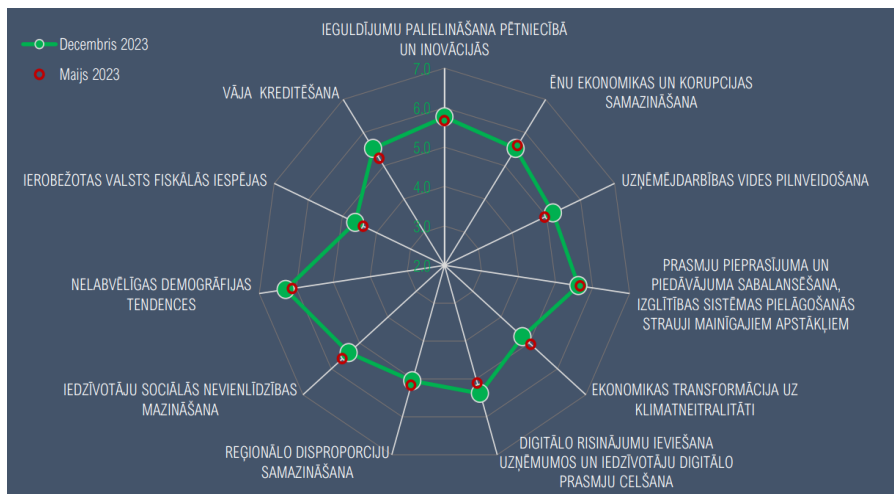 IEGULDĪJUMU PALIELINĀŠANA PĒTNIECĪBĀ
UN INOVĀCIJĀS
Decembris 2023
Maijs 2023
7,0
6,0
5,0
4,0
3,0
2,0
ĒNU EKONOMIKAS UN KORUPCIJAS
SAMAZINĀŠANA
VĀJA KREDITĒŠANA
IEROBEŽOTAS VALSTS FISKĀLĀS IESPĒJAS
UZŅĒMĒJDARBĪBAS VIDES PILNVEIDOŠANA
NELABVĒLĪGAS DEMOGRĀFIJAS
TENDENCES
PRASMJU PIEPRASĪJUMA UN
PIEDĀVĀJUMA SABALANSĒŠANA,
IZGLĪTĪBAS SISTĒMAS PIELĀGOŠANĀS
STRAUJI MAINĪGAJIEM APSTĀKĻIEM
IEDZĪVOTĀJU SOCIĀLĀS NEVIENLĪDZĪBAS
MAZINĀŠANA
EKONOMIKAS TRANSFORMĀCIJA UZ
KLIMATNEITRALITĀTI
REĢIONĀLO DISPROPORCIJU
SAMAZINĀŠANA
DIGITĀLO RISINĀJUMU IEVIEŠANA
UZŅĒMUMOS UN IEDZĪVOTĀJU DIGITĀLO
PRASMJU CELŠANA